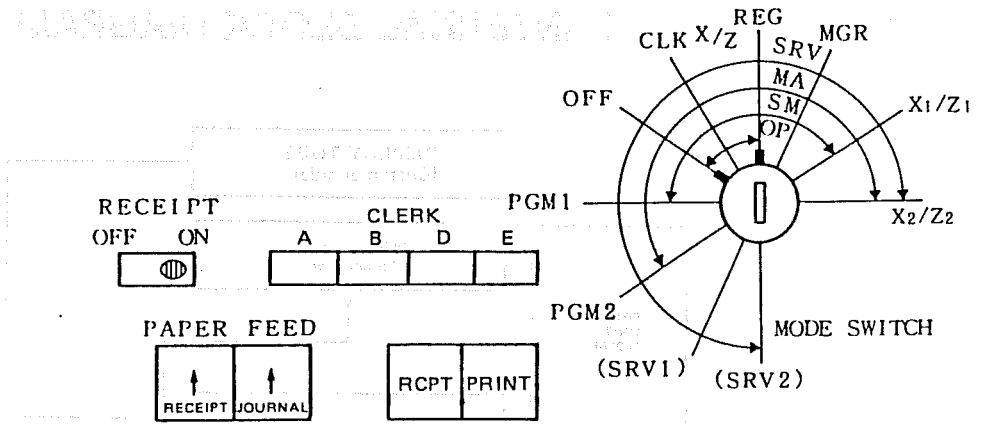 REG
CLK X/Z
MGR
SRV
MA
SM
OP
OFF
X1/Z1
PGM1
X2/Z2
PGM2
MODE SWITCH
(SRV1)
(SRV2)
RECEIPT
OFF ON
CLERK
A B D E
PAPER FEED
RECEIPT JOURNAL
RCPT PRINT